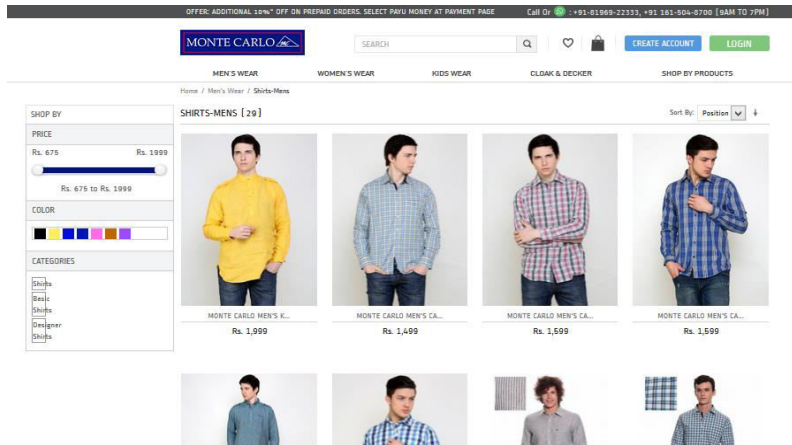 OFFER: ADDITIONAL 10%* OFF ON PREPAID ORDERS. SELECT PAYU MONEY AT PAYMENT PAGE
Call Or : +91-81969-22333, +91 161-504-8700 [9AM TO 7PM]
MONTE CARLO
SEARCH
CREATE ACCOUNT
LOGIN
MEN'S WEAR WOMEN'S WEAR KIDS WEAR CLOAK & DECKER SHOP BY PRODUCTS
Home / Men's Wear / Shirts-Mens
SHOP BY
SHIRTS-MENS [29]
Sort By: Position
PRICE
Rs. 675 Rs. 1999
Rs. 675 to Rs. 1999
COLOR
CATEGORIES
Shirts
Basic
Shirts
Designer
Shirts
MONTE CARLO MEN'S K... MONTE CARLO MEN'S CA... MONTE CARLO MEN'S CA... MONTE CARLO MEN'S CA...
Rs. 1,999 Rs. 1,499 Rs. 1,599 Rs. 1,599